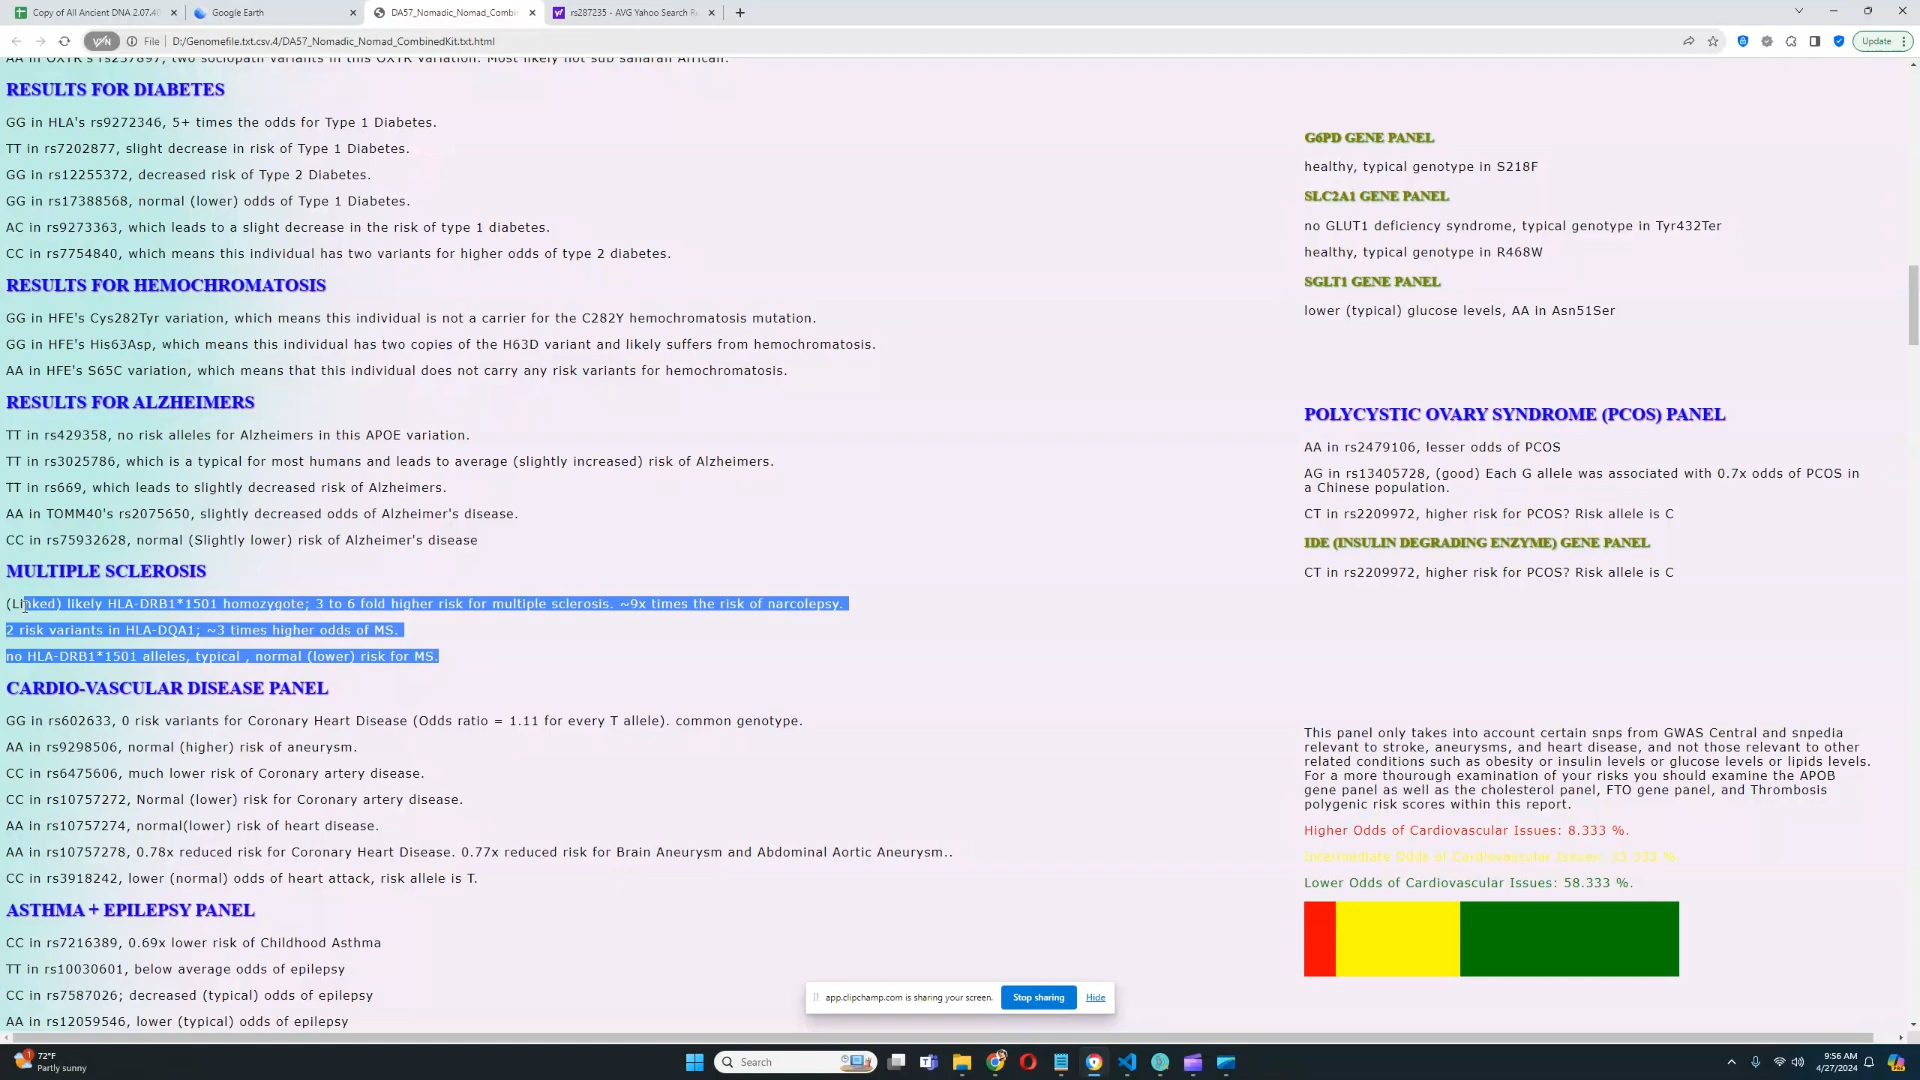 Copy of All Ancient DNA 2.07.40
Google Earth
DA57_Nomadic_Nomad_Combin
rs287235 - AVG Yahoo Search R
VPN
File
D:/Genomefile.txt.csv.4/DA57_Nomadic_Nomad_CombinedKit.txt.html
Update
AA in OXTR's rs237897, two sociopath variants in this OXTR variation. Most likely not sub saharan African.
RESULTS FOR DIABETES
GG in HLA's rs9272346, 5+ times the odds for Type 1 Diabetes.
TT in rs7202877, slight decrease in risk of Type 1 Diabetes.
GG in rs12255372, decreased risk of Type 2 Diabetes.
GG in rs17388568, normal (lower) odds of Type 1 Diabetes.
AC in rs9273363, which leads to a slight decrease in the risk of type 1 diabetes.
CC in rs7754840, which means this individual has two variants for higher odds of type 2 diabetes.
G6PD GENE PANEL
healthy, typical genotype in S218F
SLC2A1 GENE PANEL
no GLUT1 deficiency syndrome, typical genotype in Tyr432Ter
healthy, typical genotype in R468W
SGLT1 GENE PANEL
lower (typical) glucose levels, AA in Asn51Ser
RESULTS FOR HEMOCHROMATOSIS
GG in HFE's Cys282Tyr variation, which means this individual is not a carrier for the C282Y hemochromatosis mutation.
GG in HFE's His63Asp, which means this individual has two copies of the H63D variant and likely suffers from hemochromatosis.
AA in HFE's S65C variation, which means that this individual does not carry any risk variants for hemochromatosis.
RESULTS FOR ALZHEIMERS
TT in rs429358, no risk alleles for Alzheimers in this APOE variation.
TT in rs3025786, which is a typical for most humans and leads to average (slightly increased) risk of Alzheimers.
TT in rs669, which leads to slightly decreased risk of Alzheimers.
AA in TOMM40's rs2075650, slightly decreased odds of Alzheimer's disease.
CC in rs75932628, normal (Slightly lower) risk of Alzheimer's disease
POLYCYSTIC OVARY SYNDROME (PCOS) PANEL
AA in rs2479106, lesser odds of PCOS
AG in rs13405728, (good) Each G allele was associated with 0.7x odds of PCOS in
a Chinese population.
CT in rs2209972, higher risk for PCOS? Risk allele is C
IDE (INSULIN DEGRADING ENZYME) GENE PANEL
CT in rs2209972, higher risk for PCOS? Risk allele is C
MULTIPLE SCLEROSIS
(Linked) likely HLA-DRB1*1501 homozygote; 3 to 6 fold higher risk for multiple sclerosis. ~9x times the risk of narcolepsy.
2 risk variants in HLA-DQA1; ~3 times higher odds of MS.
no HLA-DRB1*1501 alleles, typical , normal (lower) risk for MS.
CARDIO-VASCULAR DISEASE PANEL
GG in rs602633, 0 risk variants for Coronary Heart Disease (Odds ratio = 1.11 for every T allele). common genotype.
AA in rs9298506, normal (higher) risk of aneurysm.
CC in rs6475606, much lower risk of Coronary artery disease.
CC in rs10757272, Normal (lower) risk for Coronary artery disease.
AA in rs10757274, normal(lower) risk of heart disease.
AA in rs10757278, 0.78x reduced risk for Coronary Heart Disease. 0.77x reduced risk for Brain Aneurysm and Abdominal Aortic Aneurysm..
CC in rs3918242, lower (normal) odds of heart attack, risk allele is T.
This panel only takes into account certain snps from GWAS Central and snpedia
relevant to stroke, aneurysms, and heart disease, and not those relevant to other
related conditions such as obesity or insulin levels or glucose levels or lipids levels.
For a more thourough examination of your risks you should examine the APOB
gene panel as well as the cholesterol panel, FTO gene panel, and Thrombosis
polygenic risk scores within this report.
Higher Odds of Cardiovascular Issues: 8.333 %.
Intermediate Odds of Cardiovascular Issues: 33.333 %.
Lower Odds of Cardiovascular Issues: 58.333 %.
ASTHMA + EPILEPSY PANEL
CC in rs7216389, 0.69x lower risk of Childhood Asthma
TT in rs10030601, below average odds of epilepsy
CC in rs7587026; decreased (typical) odds of epilepsy
AA in rs12059546, lower (typical) odds of epilepsy
app.clipchamp.com is sharing your screen.
Stop sharing
Hide
1
72°F
Partly sunny
Search
9:56 AM
4/27/2024